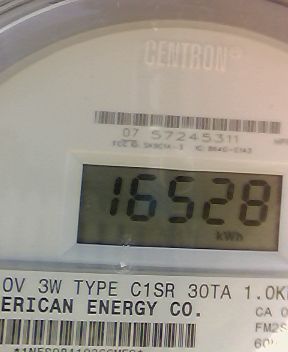 CENTRON®
07 57245311
16528
kWh
0V 3W TYPE C1SR 30TA 1.0K
ERICAN ENERGY CO.
CA 0
FM2S
60